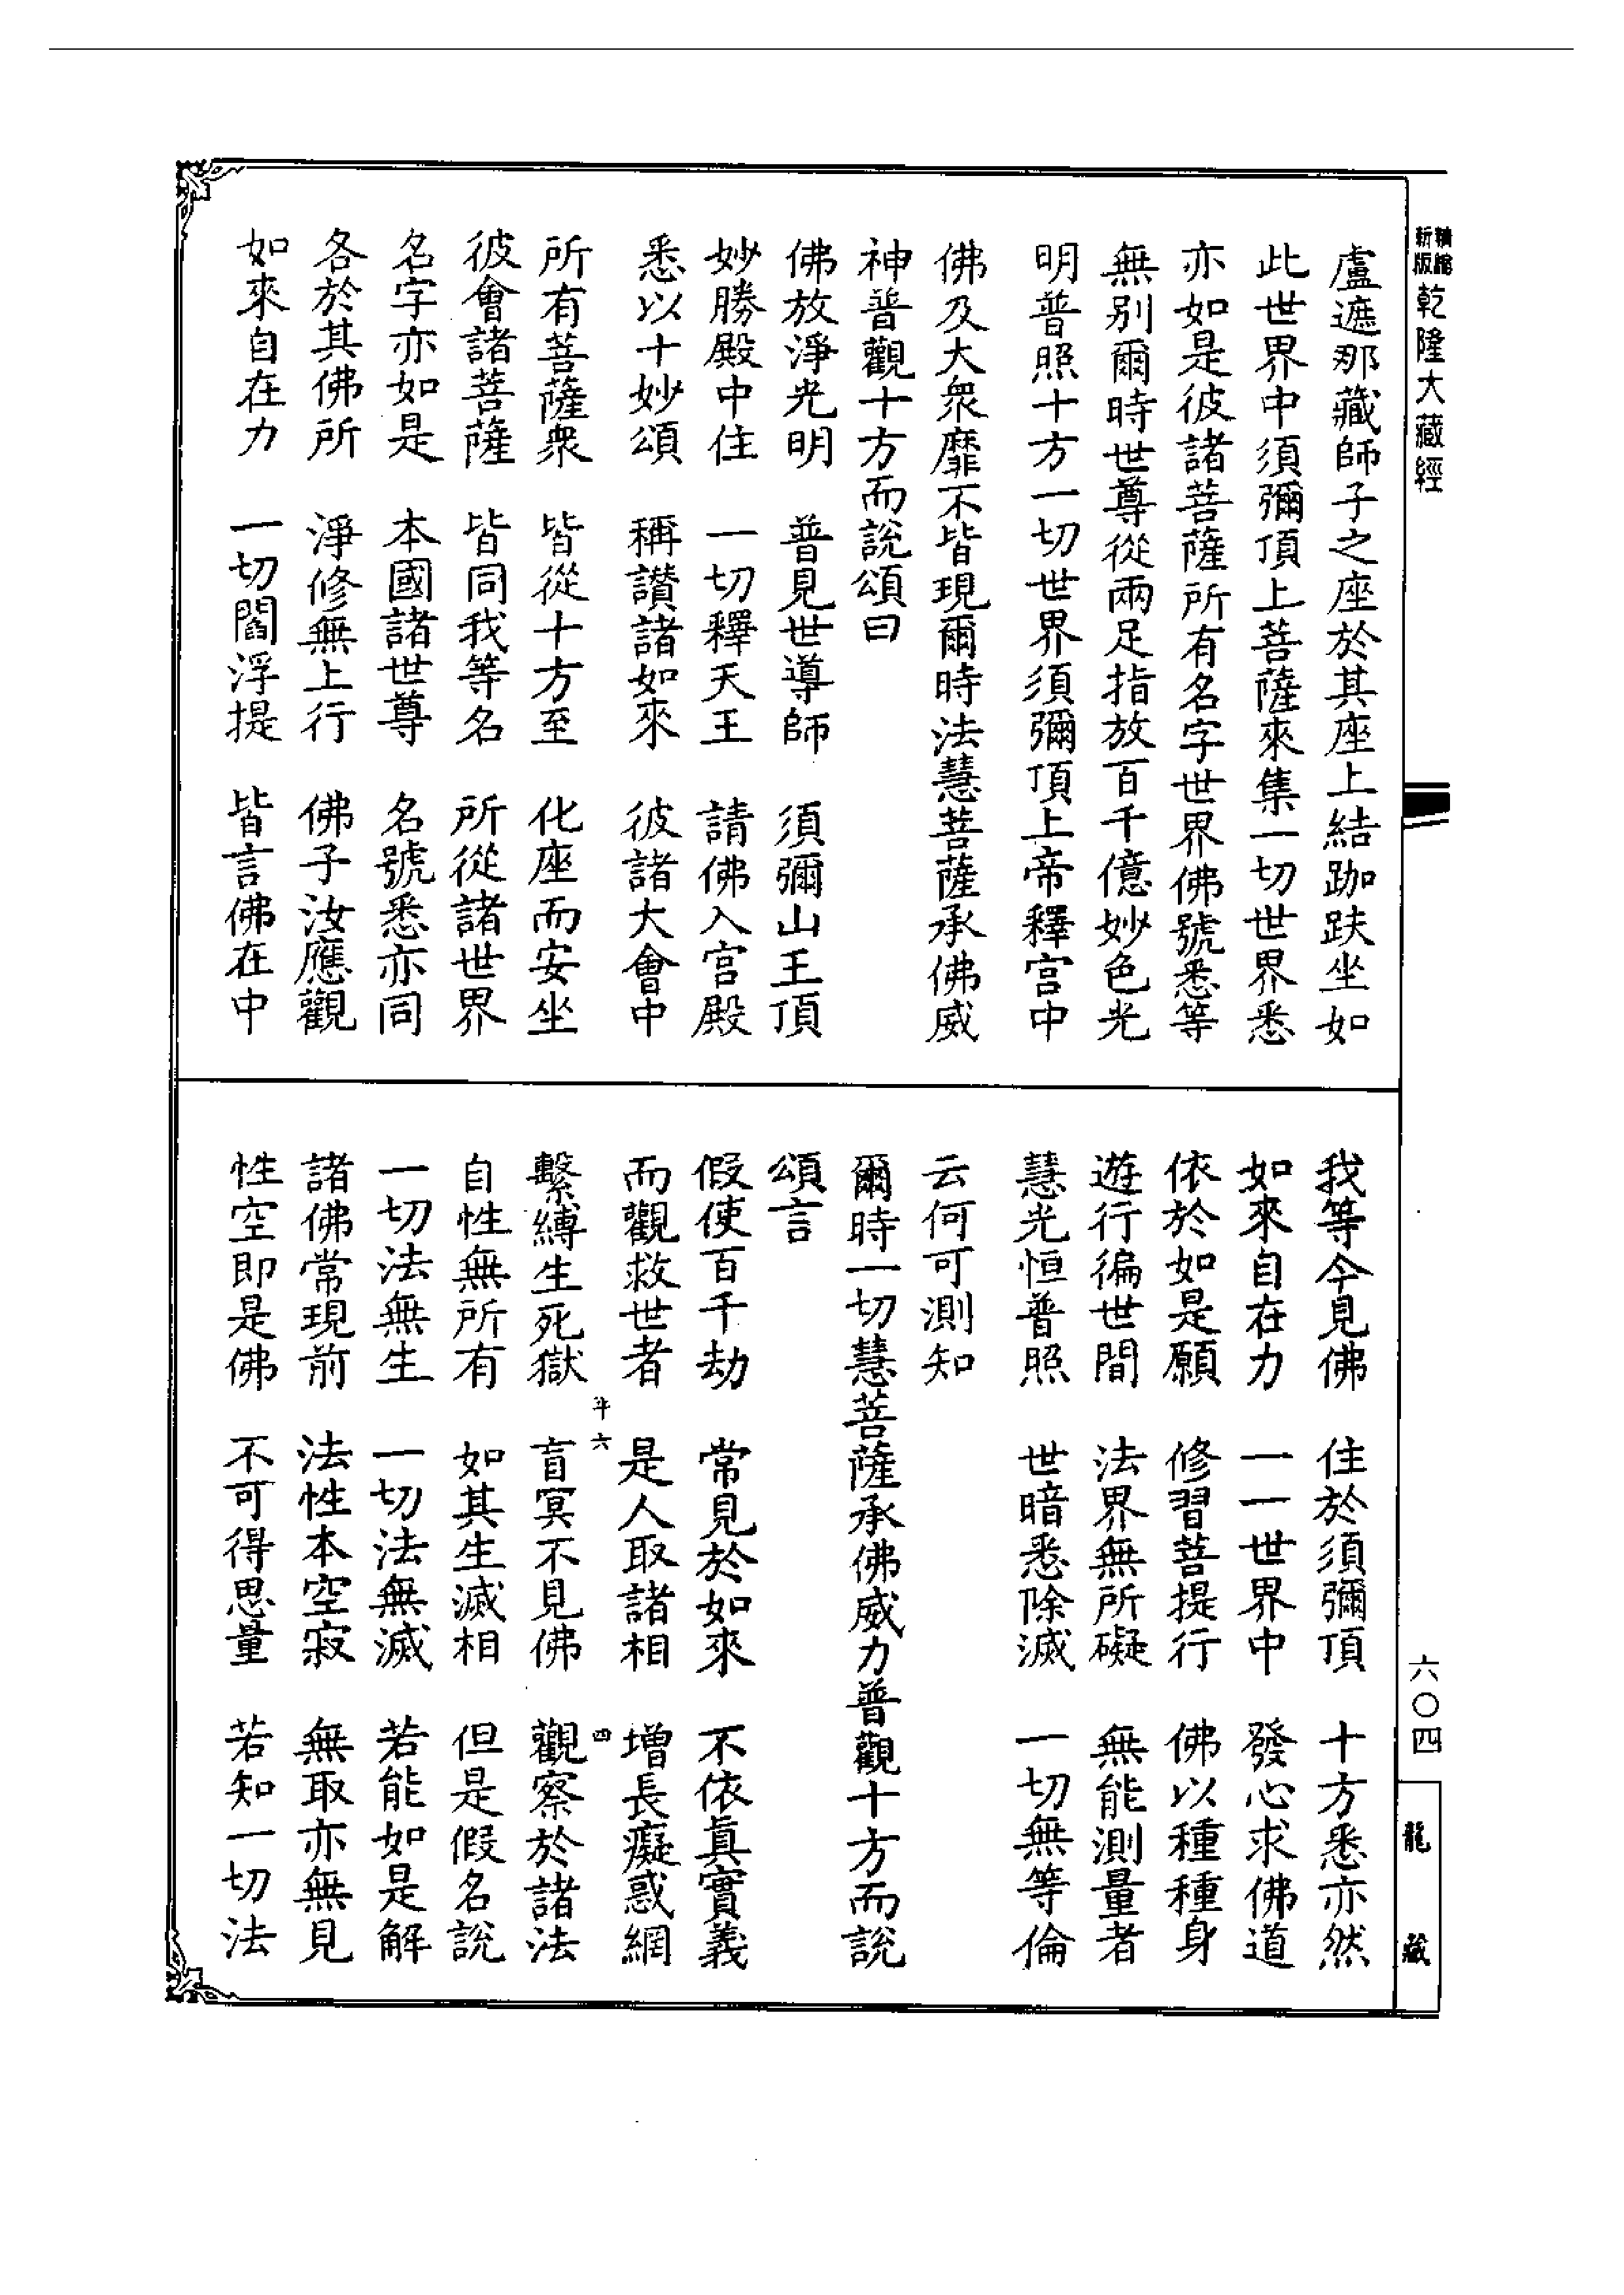 精縮新版乾隆大藏經
盧遮那藏師子之座於其座上結跏趺坐如
此世界中須彌頂上菩薩來集一切世界悉
亦如是彼諸菩薩所有名字世界佛號悉等
無別爾時世尊從兩足指放百千億妙色光
明普照十方一切世界須彌頂上帝釋宮中
佛及大眾靡不皆現爾時法慧菩薩承佛威
神普觀十方而說頌曰
佛放淨光明　普見世導師　須彌山王頂
妙勝殿中住　一切釋天王　請佛入宮殿
悉以十妙頌　稱讚諸如來　彼諸大會中
所有菩薩眾　皆從十方至　化座而安坐
彼會諸菩薩　皆同我等名　所從諸世界
名字亦如是　本國諸世尊　名號悉亦同
各於其佛所　淨修無上行　佛子汝應觀
如來自在力　一切閻浮提　皆言佛在中
我等今見佛　住於須彌頂　十方悉亦然
如來自在力　一一世界中　發心求佛道
依於如是願　修習菩提行　佛以種種身
遊行徧世間　法界無所礙　無能測量者
慧光恒普照　世暗悉除滅　一切無等倫
云何可測知
爾時一切慧菩薩承佛威力普觀十方而說
頌言
假使百千劫　常見於如來　不依真實義
而觀救世者　是人取諸相　增長癡惑網
六　四
繫縛生死獄　盲冥不見佛　觀察於諸法
自性無所有　如其生滅相　但是假名說
一切法無生　一切法無滅　若能如是解
諸佛常現前　法性本空寂　無取亦無見
性空即是佛　不可得思量　若知一切法
六〇四
龍藏